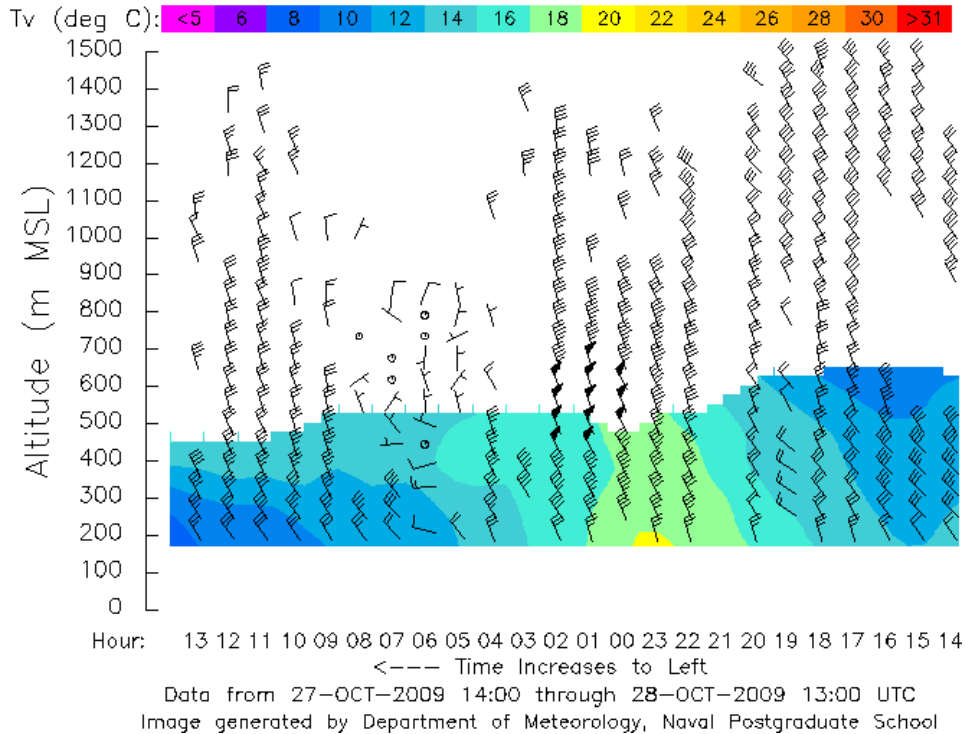 Tv (deg C): <5 6 8 10 12 14 16 18 20 22 24 26 28 30 >31
1500
1400
1300
1200
1100
1000
900
800
700
600
500
400
300
200
100
0
Altitude (m MSL)
Hour: 13 12 11 10 09 08 07 06 05 04 03 02 01 00 23 22 21 20 19 18 17 16 15 14
<---- Time Increases to Left
Data from 27-OCT-2009 14:00 through 28-OCT-2009 13:00 UTC
Image generated by Department of Meteorology, Naval Postgraduate School